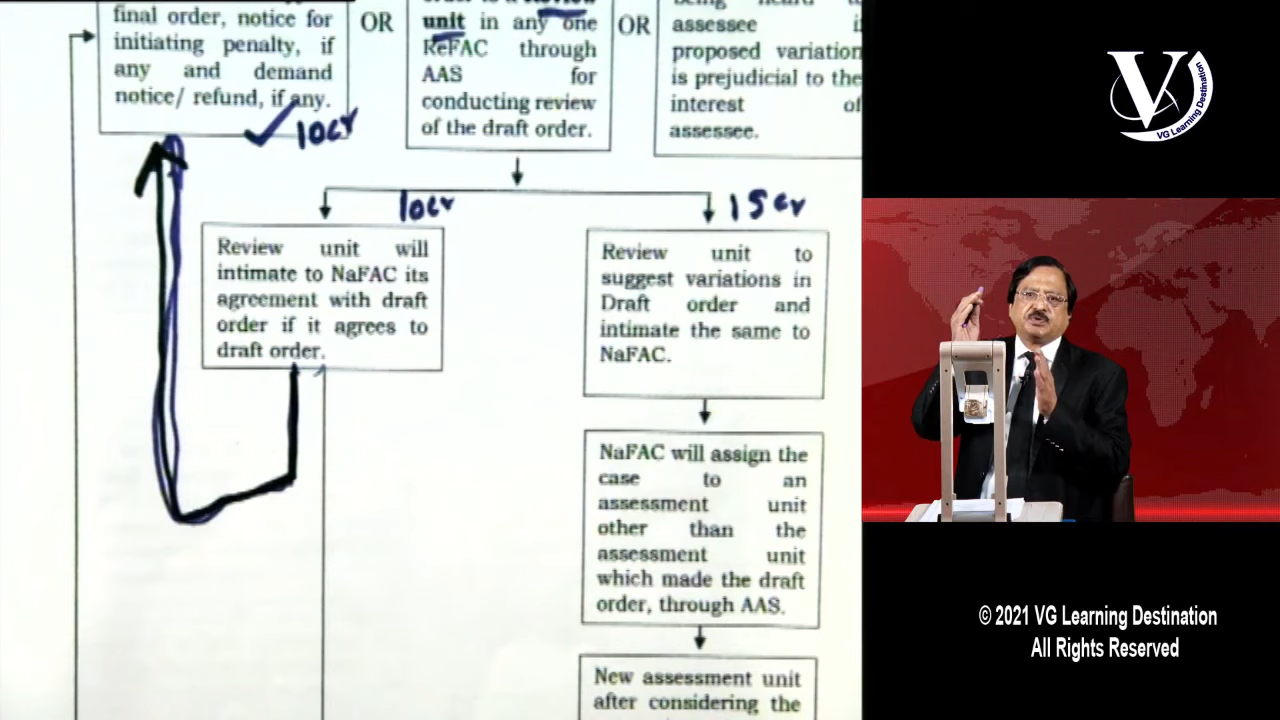 final order, notice for
initiating penalty, if
any and demand
notice/ refund, if any.
10cr
OR
unit in any one
ReFAC through
AAS for
conducting review
of the draft order.
OR
assessee
proposed variation
is prejudicial to the
interest of
assessee.
10cr
15cr
Review unit will
intimate to NaFAC its
agreement with draft
order if it agrees to
draft order.
Review unit to
suggest variations in
Draft order and
intimate the same to
NaFAC.
NaFAC will assign the
case to an
assessment unit
other than the
assessment unit
which made the draft
order, through AAS.
New assessment unit
after considering the
V
VG Learning Destination
© 2021 VG Learning Destination
All Rights Reserved